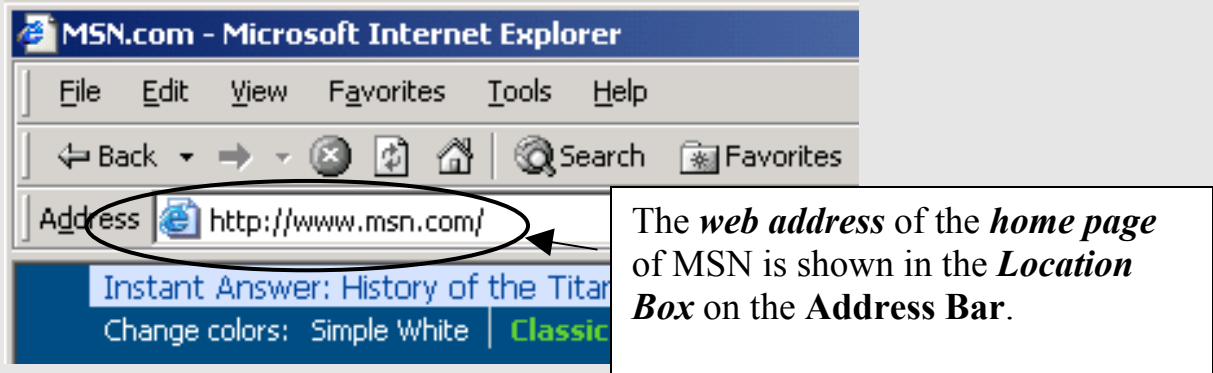 MSN.com - Microsoft Internet Explorer
File Edit View Favorites Tools Help
Back Search Favorites
Address http://www.msn.com/
The web address of the home page
of MSN is shown in the Location
Box on the Address Bar.
Instant Answer: History of the
Change colors: Simple White | Classic